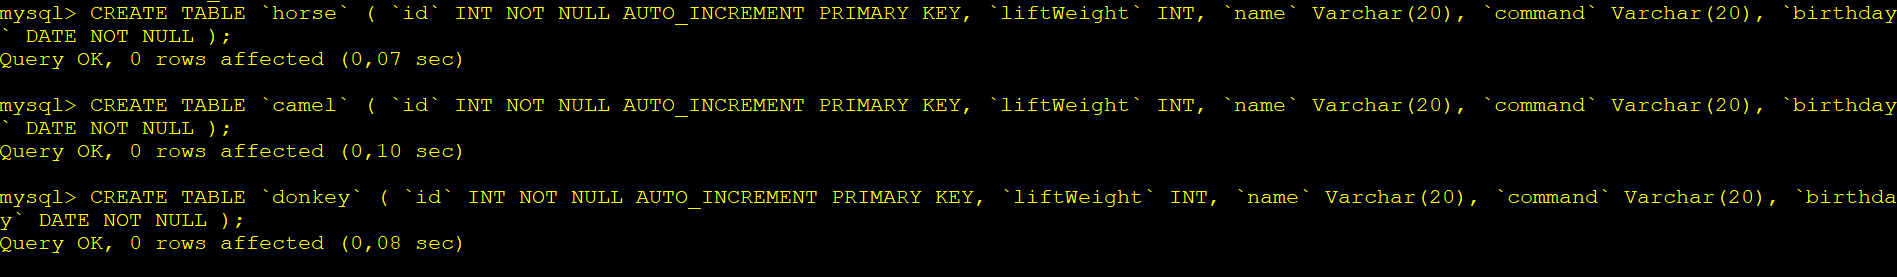 mysql> CREATE TABLE `horse` ( `id` INT NOT NULL AUTO_INCREMENT PRIMARY KEY, `liftWeight` INT, `name` Varchar(20), `command` Varchar(20), `birthday
` DATE NOT NULL );
Query OK, 0 rows affected (0,07 sec)
mysql> CREATE TABLE `camel` ( `id` INT NOT NULL AUTO_INCREMENT PRIMARY KEY, `liftWeight` INT, `name` Varchar(20), `command` Varchar(20), `birthday
` DATE NOT NULL );
Query OK, 0 rows affected (0,10 sec)
mysql> CREATE TABLE `donkey` ( `id` INT NOT NULL AUTO_INCREMENT PRIMARY KEY, `liftWeight` INT, `name` Varchar(20), `command` Varchar(20), `birthda
y` DATE NOT NULL );
Query OK, 0 rows affected (0,08 sec)